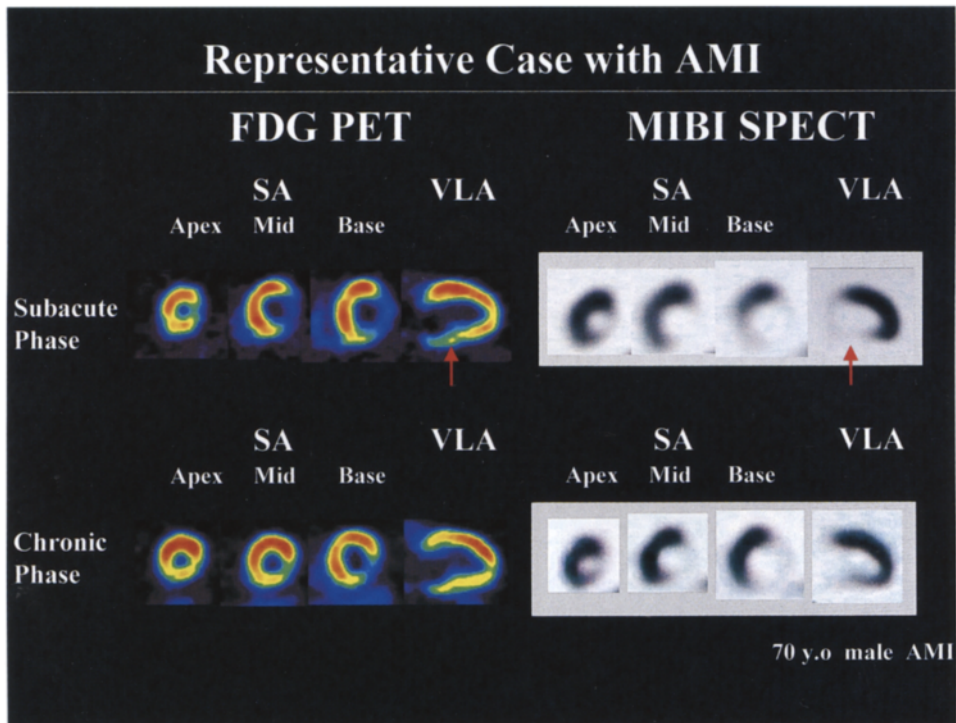 Representative Case with AMI
FDG PET MIBI SPECT
SA VLA SA VLA
Apex Mid Base Apex Mid Base
Subacute
Phase
SA VLA SA VLA
Apex Mid Base Apex Mid Base
Chronic
Phase
70 y.o male AMI